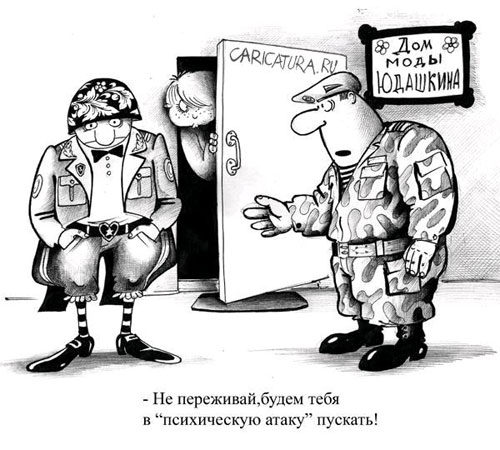 CARICATURA.RU
Дом
моды
ЮДАШКИНА
- Не переживай,будем тебя
в “психическую атаку” пускать!